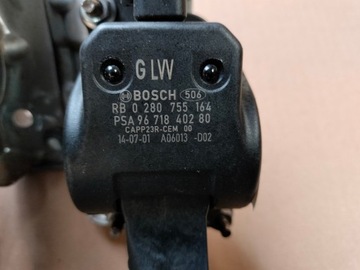 G LVV
BOSCH 506
RB 0 280 755 164
PSA 96 718 402 80
CAPP23R-CEM 00
14-07-01 A06013 -D02